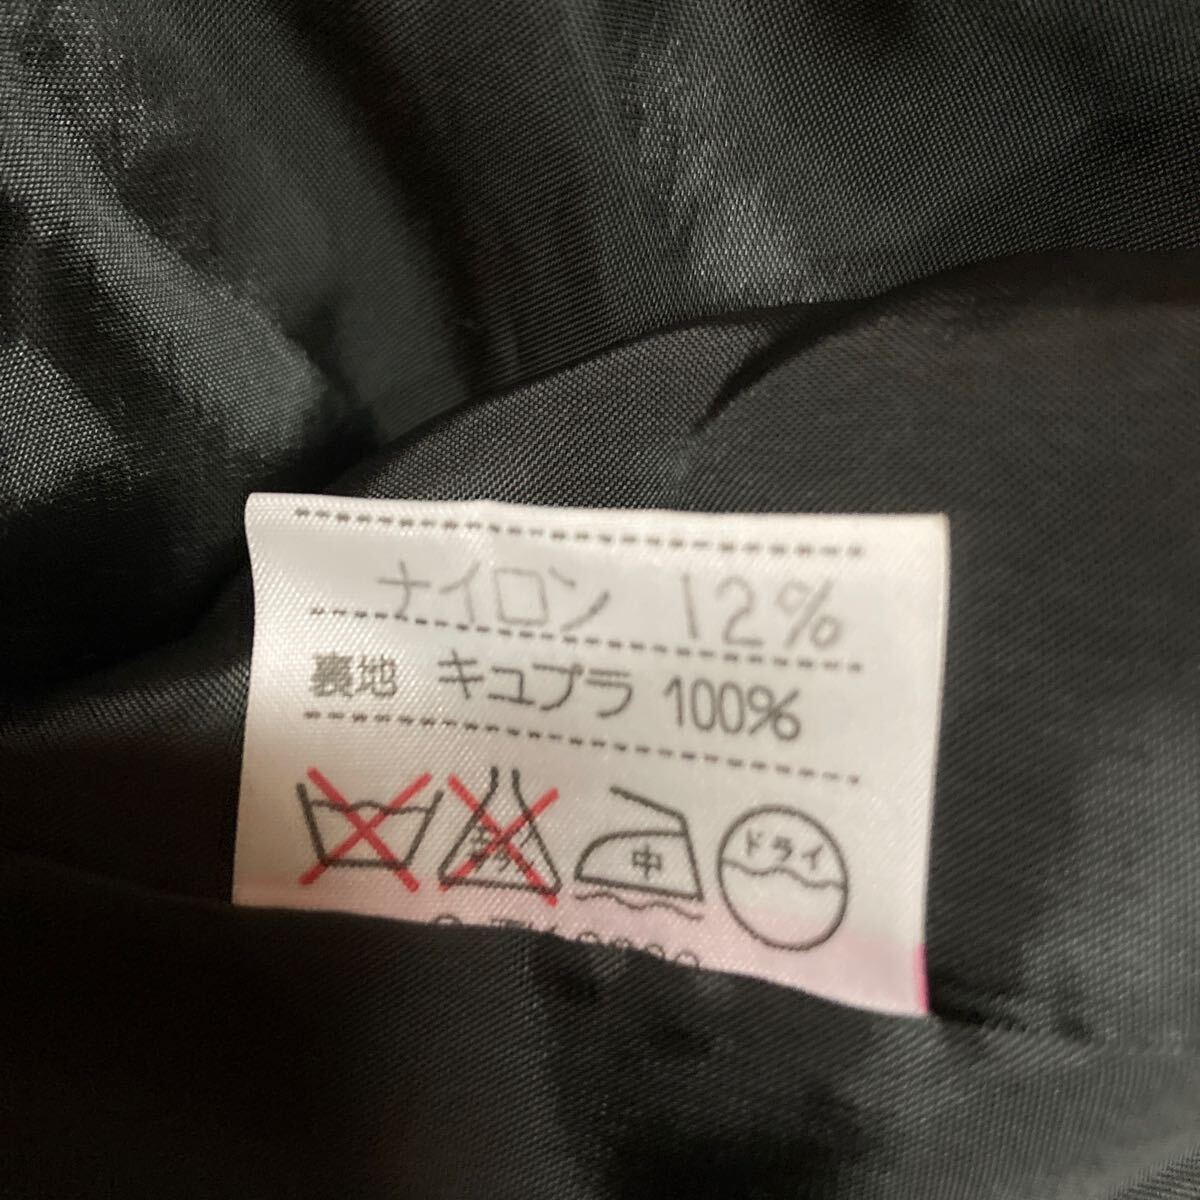 ナイロン 12%
裏地 キュプラ 100%
中 ドライ